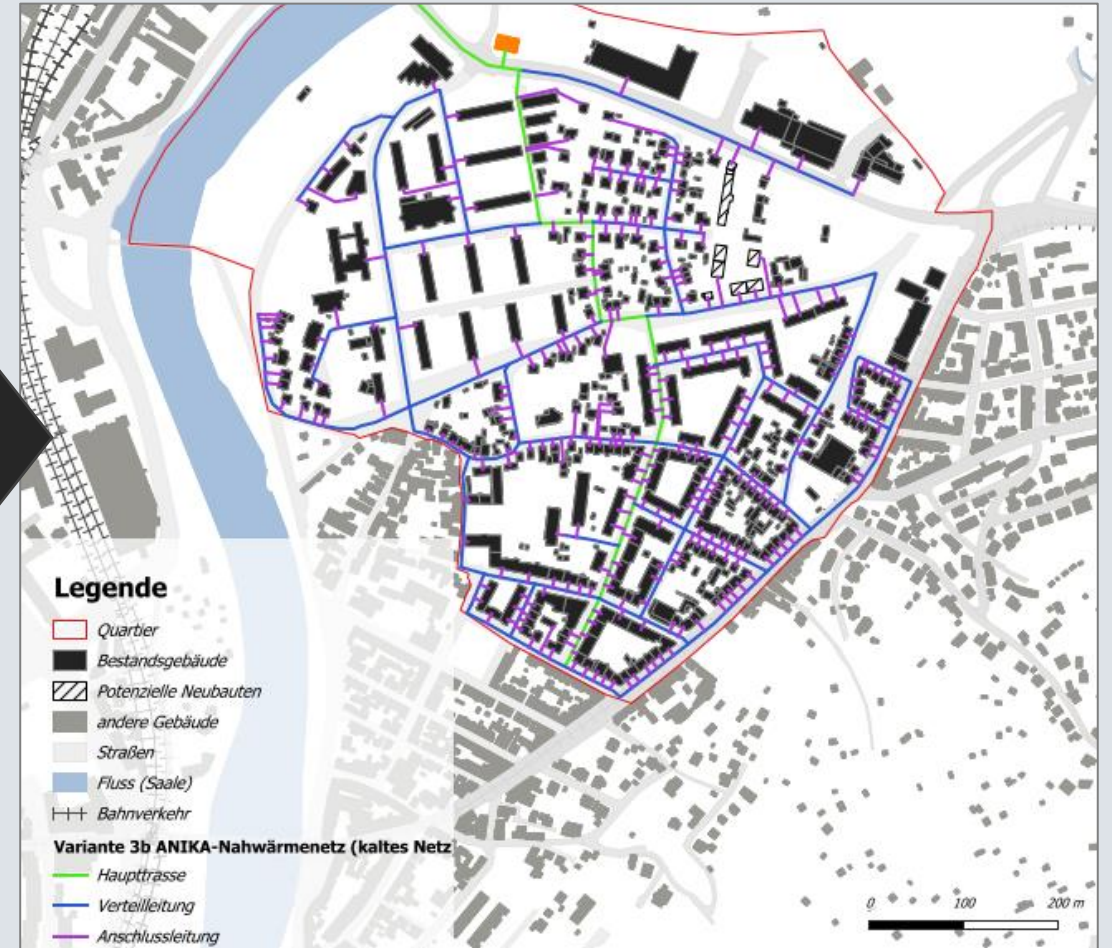 Legende
Quartier
Bestandsgebäude
Potenzielle Neubauten
andere Gebäude
Straßen
Fluss (Saale)
Bahnverkehr
Variante 3b ANIKA-Nahwärmenetz (kaltes Netz
Haupttrasse
Verteilleitung
Anschlussleitung
0 100 200 m